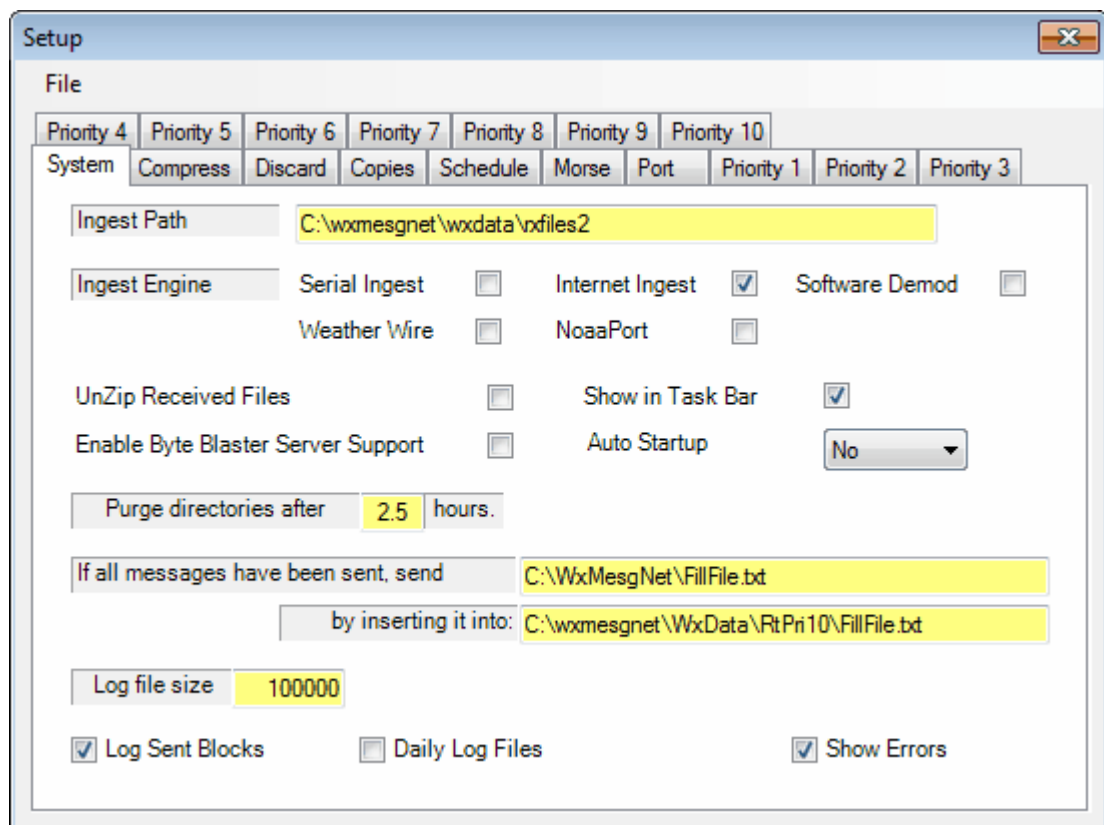 Setup
File
Priority 4 Priority 5 Priority 6 Priority 7 Priority 8 Priority 9 Priority 10
System Compress Discard Copies Schedule Morse Port Priority 1 Priority 2 Priority 3
Ingest Path C:\wxmesgnet\wxdata\rxfiles2
Ingest Engine Serial Ingest Internet Ingest Software Demod
Weather Wire NoaaPort
UnZip Received Files Show in Task Bar
Enable Byte Blaster Server Support Auto Startup No
Purge directories after 2.5 hours.
If all messages have been sent, send C:\WxMesgNet\FillFile.txt
by inserting it into: C:\wxmesgnet\WxData\RtPri10\FillFile.txt
Log file size 100000
Log Sent Blocks Daily Log Files Show Errors